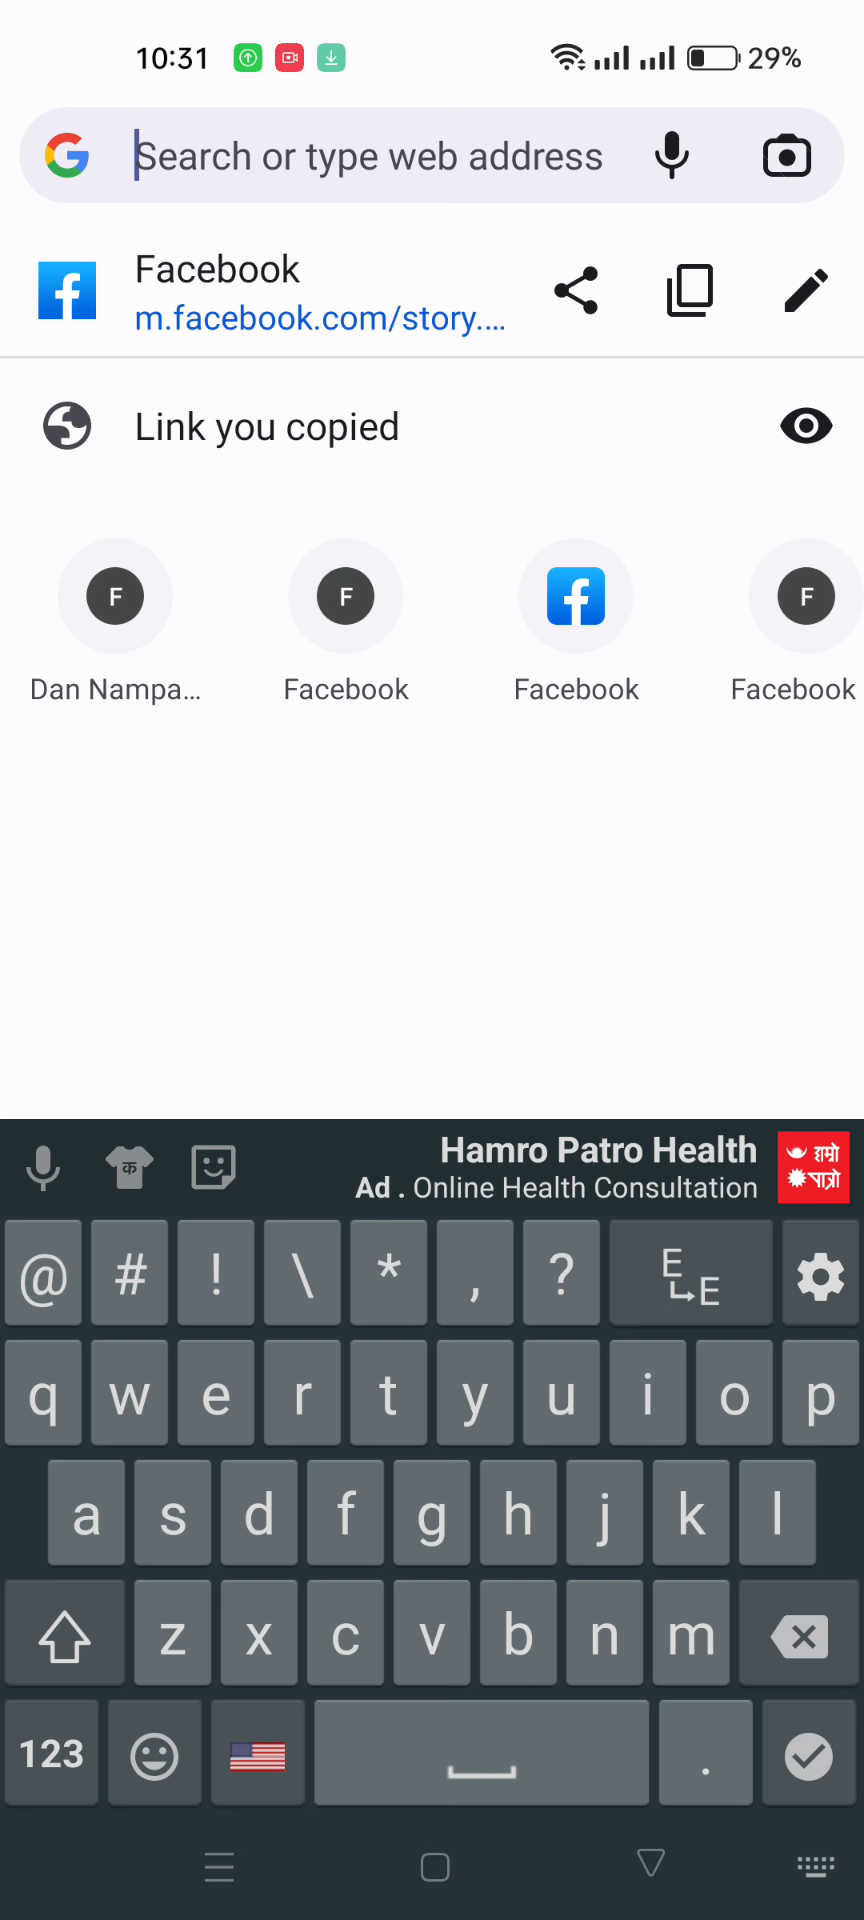 10:31
29%
Search or type web address
Facebook
m.facebook.com/story....
Link you copied
F
F
F
Dan Nampa...
Facebook
Facebook
Facebook
क
Hamro Patro Health
Ad . Online Health Consultation
हाम्रो
पात्रो
@ # ! \ * , ? E E
q w e r t y u i o p
a s d f g h j k l
z x c v b n m
123 .